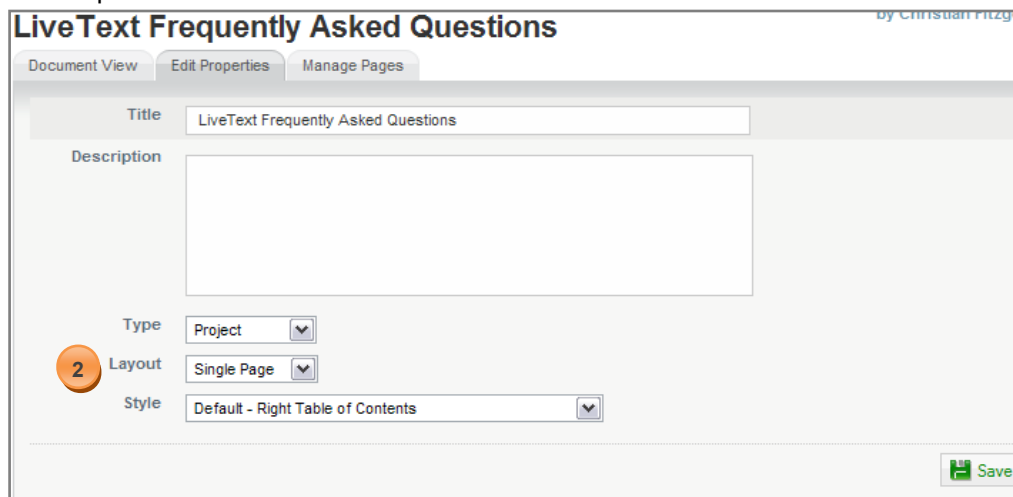 LiveText Frequently Asked Questions
Document View Edit Properties Manage Pages
Title LiveText Frequently Asked Questions
Description
Type Project
2 Layout Single Page
Style Default - Right Table of Contents
Save